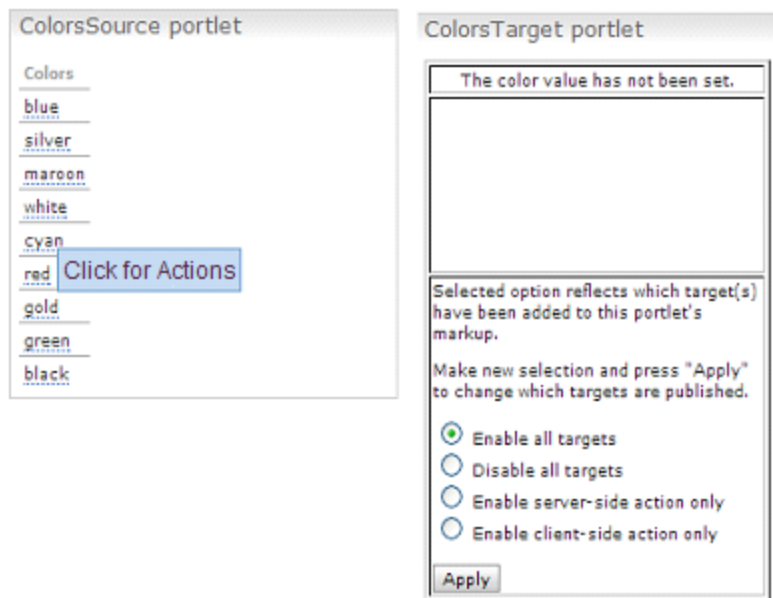 ColorsSource portlet
Colors
blue
silver
maroon
white
cyan
Click for Actions
red
gold
green
black
ColorsTarget portlet
The color value has not been set.
Selected option reflects which target(s)
have been added to this portlet's
markup.
Make new selection and press "Apply"
to change which targets are published.
Enable all targets
Disable all targets
Enable server-side action only
Enable client-side action only
Apply